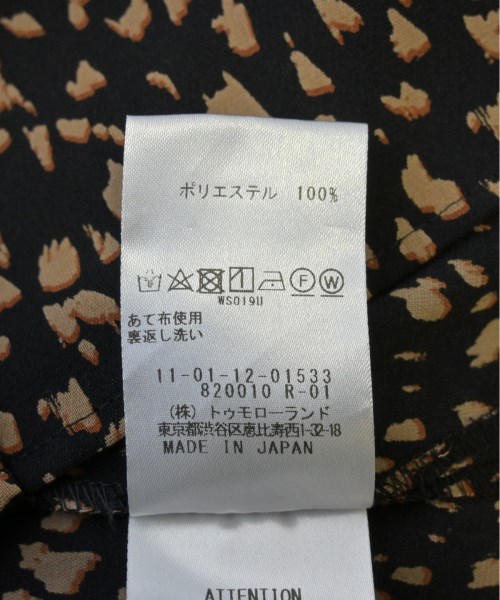 ポリエステル 100%
F W
WS019U
あて布使用
裏返し洗い
11-01-12-01533
820010 R-01
(株) トゥモローランド
東京都渋谷区恵比寿西1-32-18
MADE IN JAPAN
ATTENTION